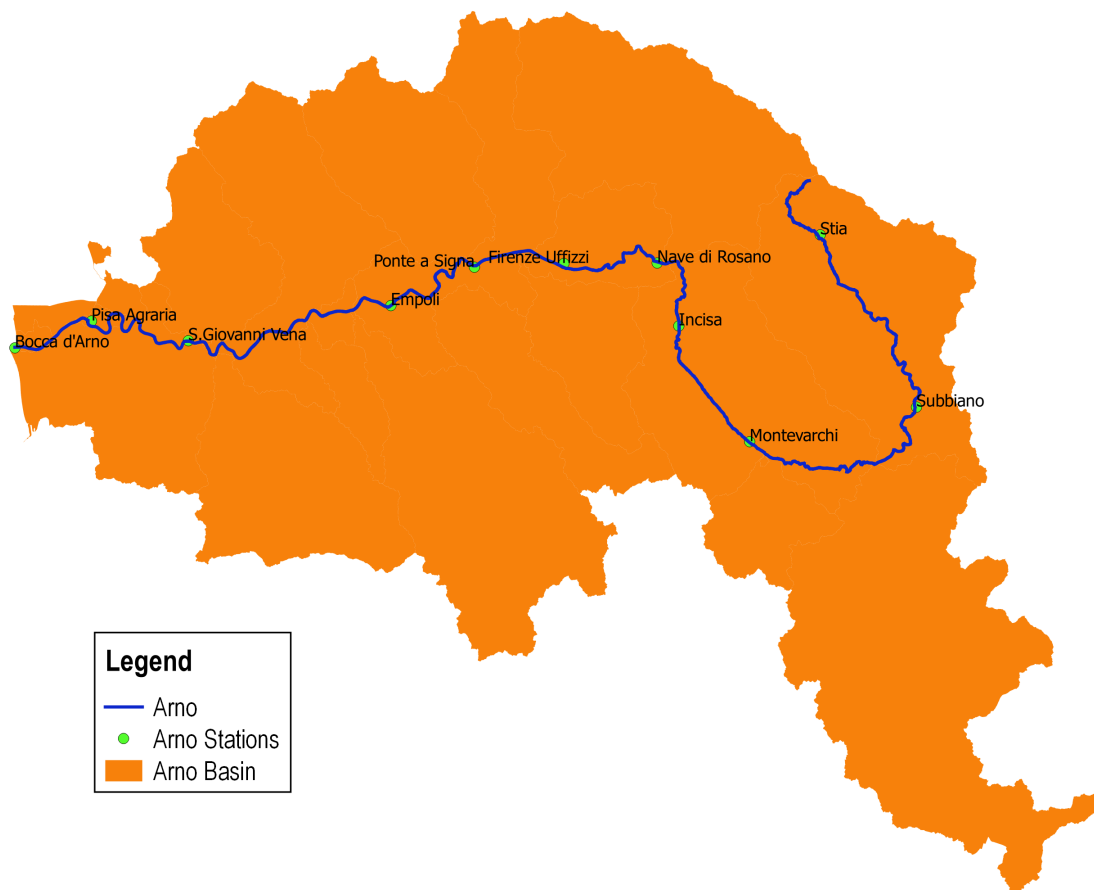 Stia
Ponte a Signa
Firenze Uffizzi
Nave di Rosano
Empoli
Pisa Agraria
Incisa
S.Giovanni Vena
Bocca d'Arno
Subbiano
Montevarchi
Legend
Arno
Arno Stations
Arno Basin